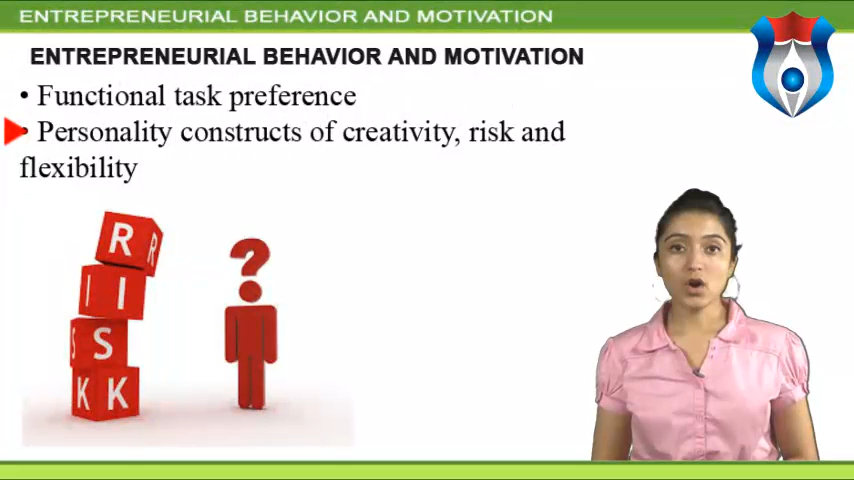 ENTREPRENEURIAL BEHAVIOR AND MOTIVATION
ENTREPRENEURIAL BEHAVIOR AND MOTIVATION
• Functional task preference
• Personality constructs of creativity, risk and
flexibility
R R
I I
S S
K K
?